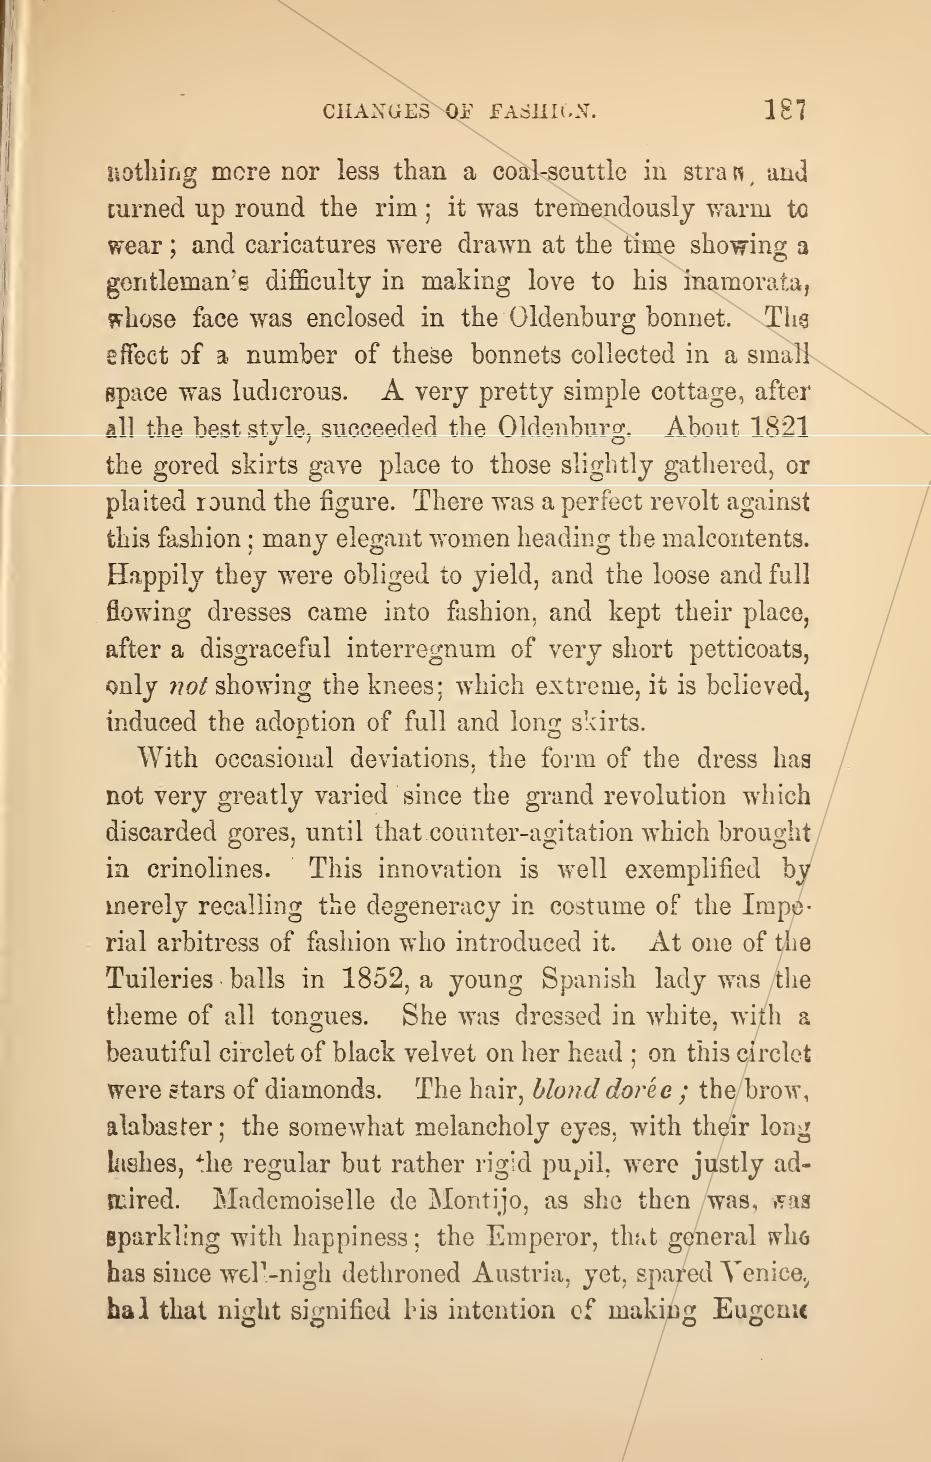 CHANGES OF FASHION. 187
nothing more nor less than a coal-scuttle in straw, and
turned up round the rim; it was tremendously warm to
wear; and caricatures were drawn at the time showing a
gentleman's difficulty in making love to his inamorata,
whose face was enclosed in the Oldenburg bonnet. The
effect of a number of these bonnets collected in a small
space was ludicrous. A very pretty simple cottage, after
all the best style, succeeded the Oldenburg. About 1821
the gored skirts gave place to those slightly gathered, or
plaited round the figure. There was a perfect revolt against
this fashion; many elegant women heading the malcontents.
Happily they were obliged to yield, and the loose and full
flowing dresses came into fashion, and kept their place,
after a disgraceful interregnum of very short petticoats,
only not showing the knees; which extreme, it is believed,
induced the adoption of full and long skirts.
With occasional deviations, the form of the dress has
not very greatly varied since the grand revolution which
discarded gores, until that counter-agitation which brought
in crinolines. This innovation is well exemplified by
merely recalling the degeneracy in costume of the Impe-
rial arbitress of fashion who introduced it. At one of the
Tuileries balls in 1852, a young Spanish lady was the
theme of all tongues. She was dressed in white, with a
beautiful circlet of black velvet on her head; on this circlet
were stars of diamonds. The hair, blond dorée; the brow,
alabaster; the somewhat melancholy eyes, with their long
lashes, the regular but rather rigid pupil, were justly ad-
mired. Mademoiselle de Montijo, as she then was, was
sparkling with happiness; the Emperor, that general who
has since well-nigh dethroned Austria, yet, spared Venice,
had that night signified his intention of making Eugenie